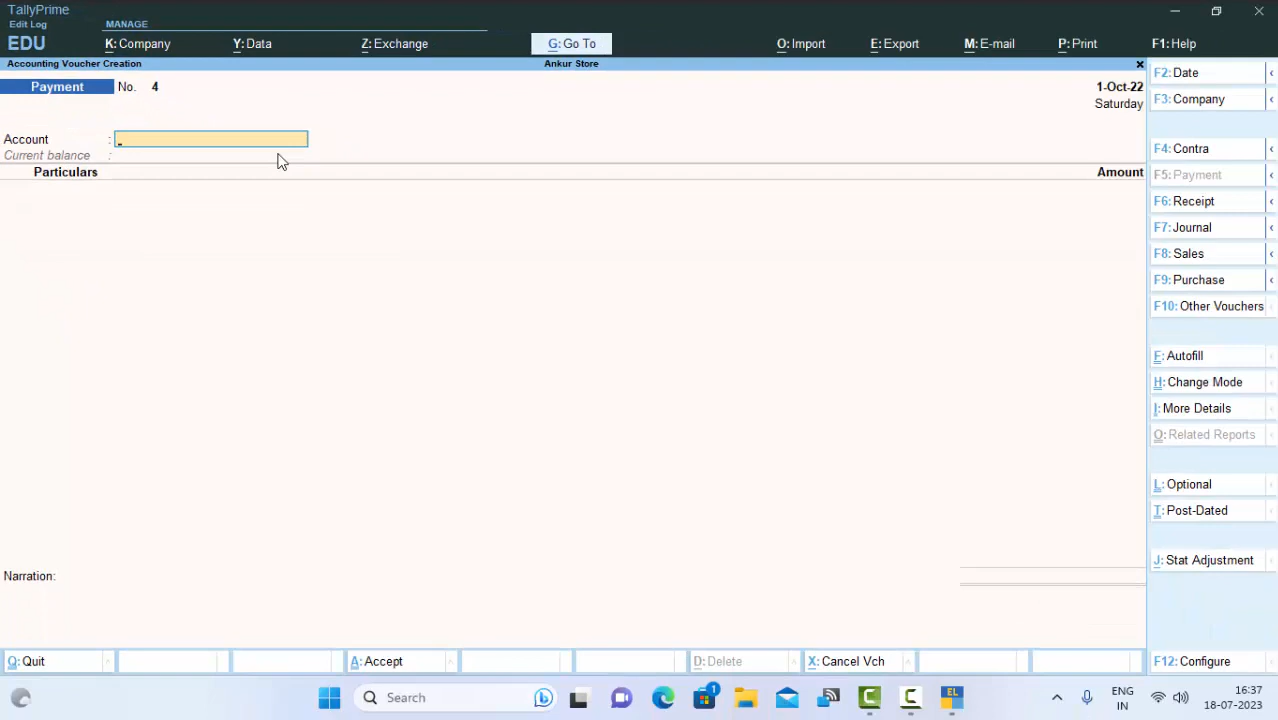 TallyPrime
Edit Log
MANAGE
EDU
K: Company
Y: Data
Z: Exchange
G: Go To
O: Import
E: Export
M: E-mail
P: Print
F1: Help
Accounting Voucher Creation
Ankur Store
Payment No. 4
1-Oct-22
Saturday
Account :
Current balance :
Particulars
Amount
Narration:
F2: Date
F3: Company
F4: Contra
F5: Payment
F6: Receipt
F7: Journal
F8: Sales
F9: Purchase
F10: Other Vouchers
F: Autofill
H: Change Mode
I: More Details
O: Related Reports
L: Optional
T: Post-Dated
J: Stat Adjustment
Q: Quit
A: Accept
D: Delete
X: Cancel Vch
F12: Configure
Search
1
EL
ENG
IN
16:37
18-07-2023